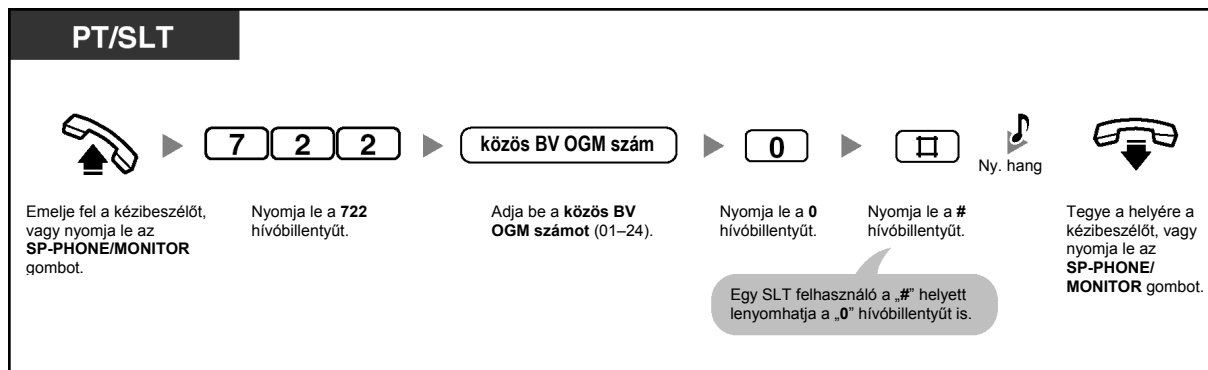 PT/SLT
7 2 2
közös BV OGM szám
0
#
Ny. hang
Emelje fel a kézibeszélőt,
vagy nyomja le az
SP-PHONE/MONITOR
gombot.
Nyomja le a 722
hívóbillentyűt.
Adja be a közös BV
OGM számot (01–24).
Nyomja le a 0
hívóbillentyűt.
Nyomja le a #
hívóbillentyűt.
Tegye a helyére a
kézibeszélőt, vagy
nyomja le az
SP-PHONE/
MONITOR gombot.
Egy SLT felhasználó a „#” helyett
lenyomhatja a „0” hívóbillentyűt is.